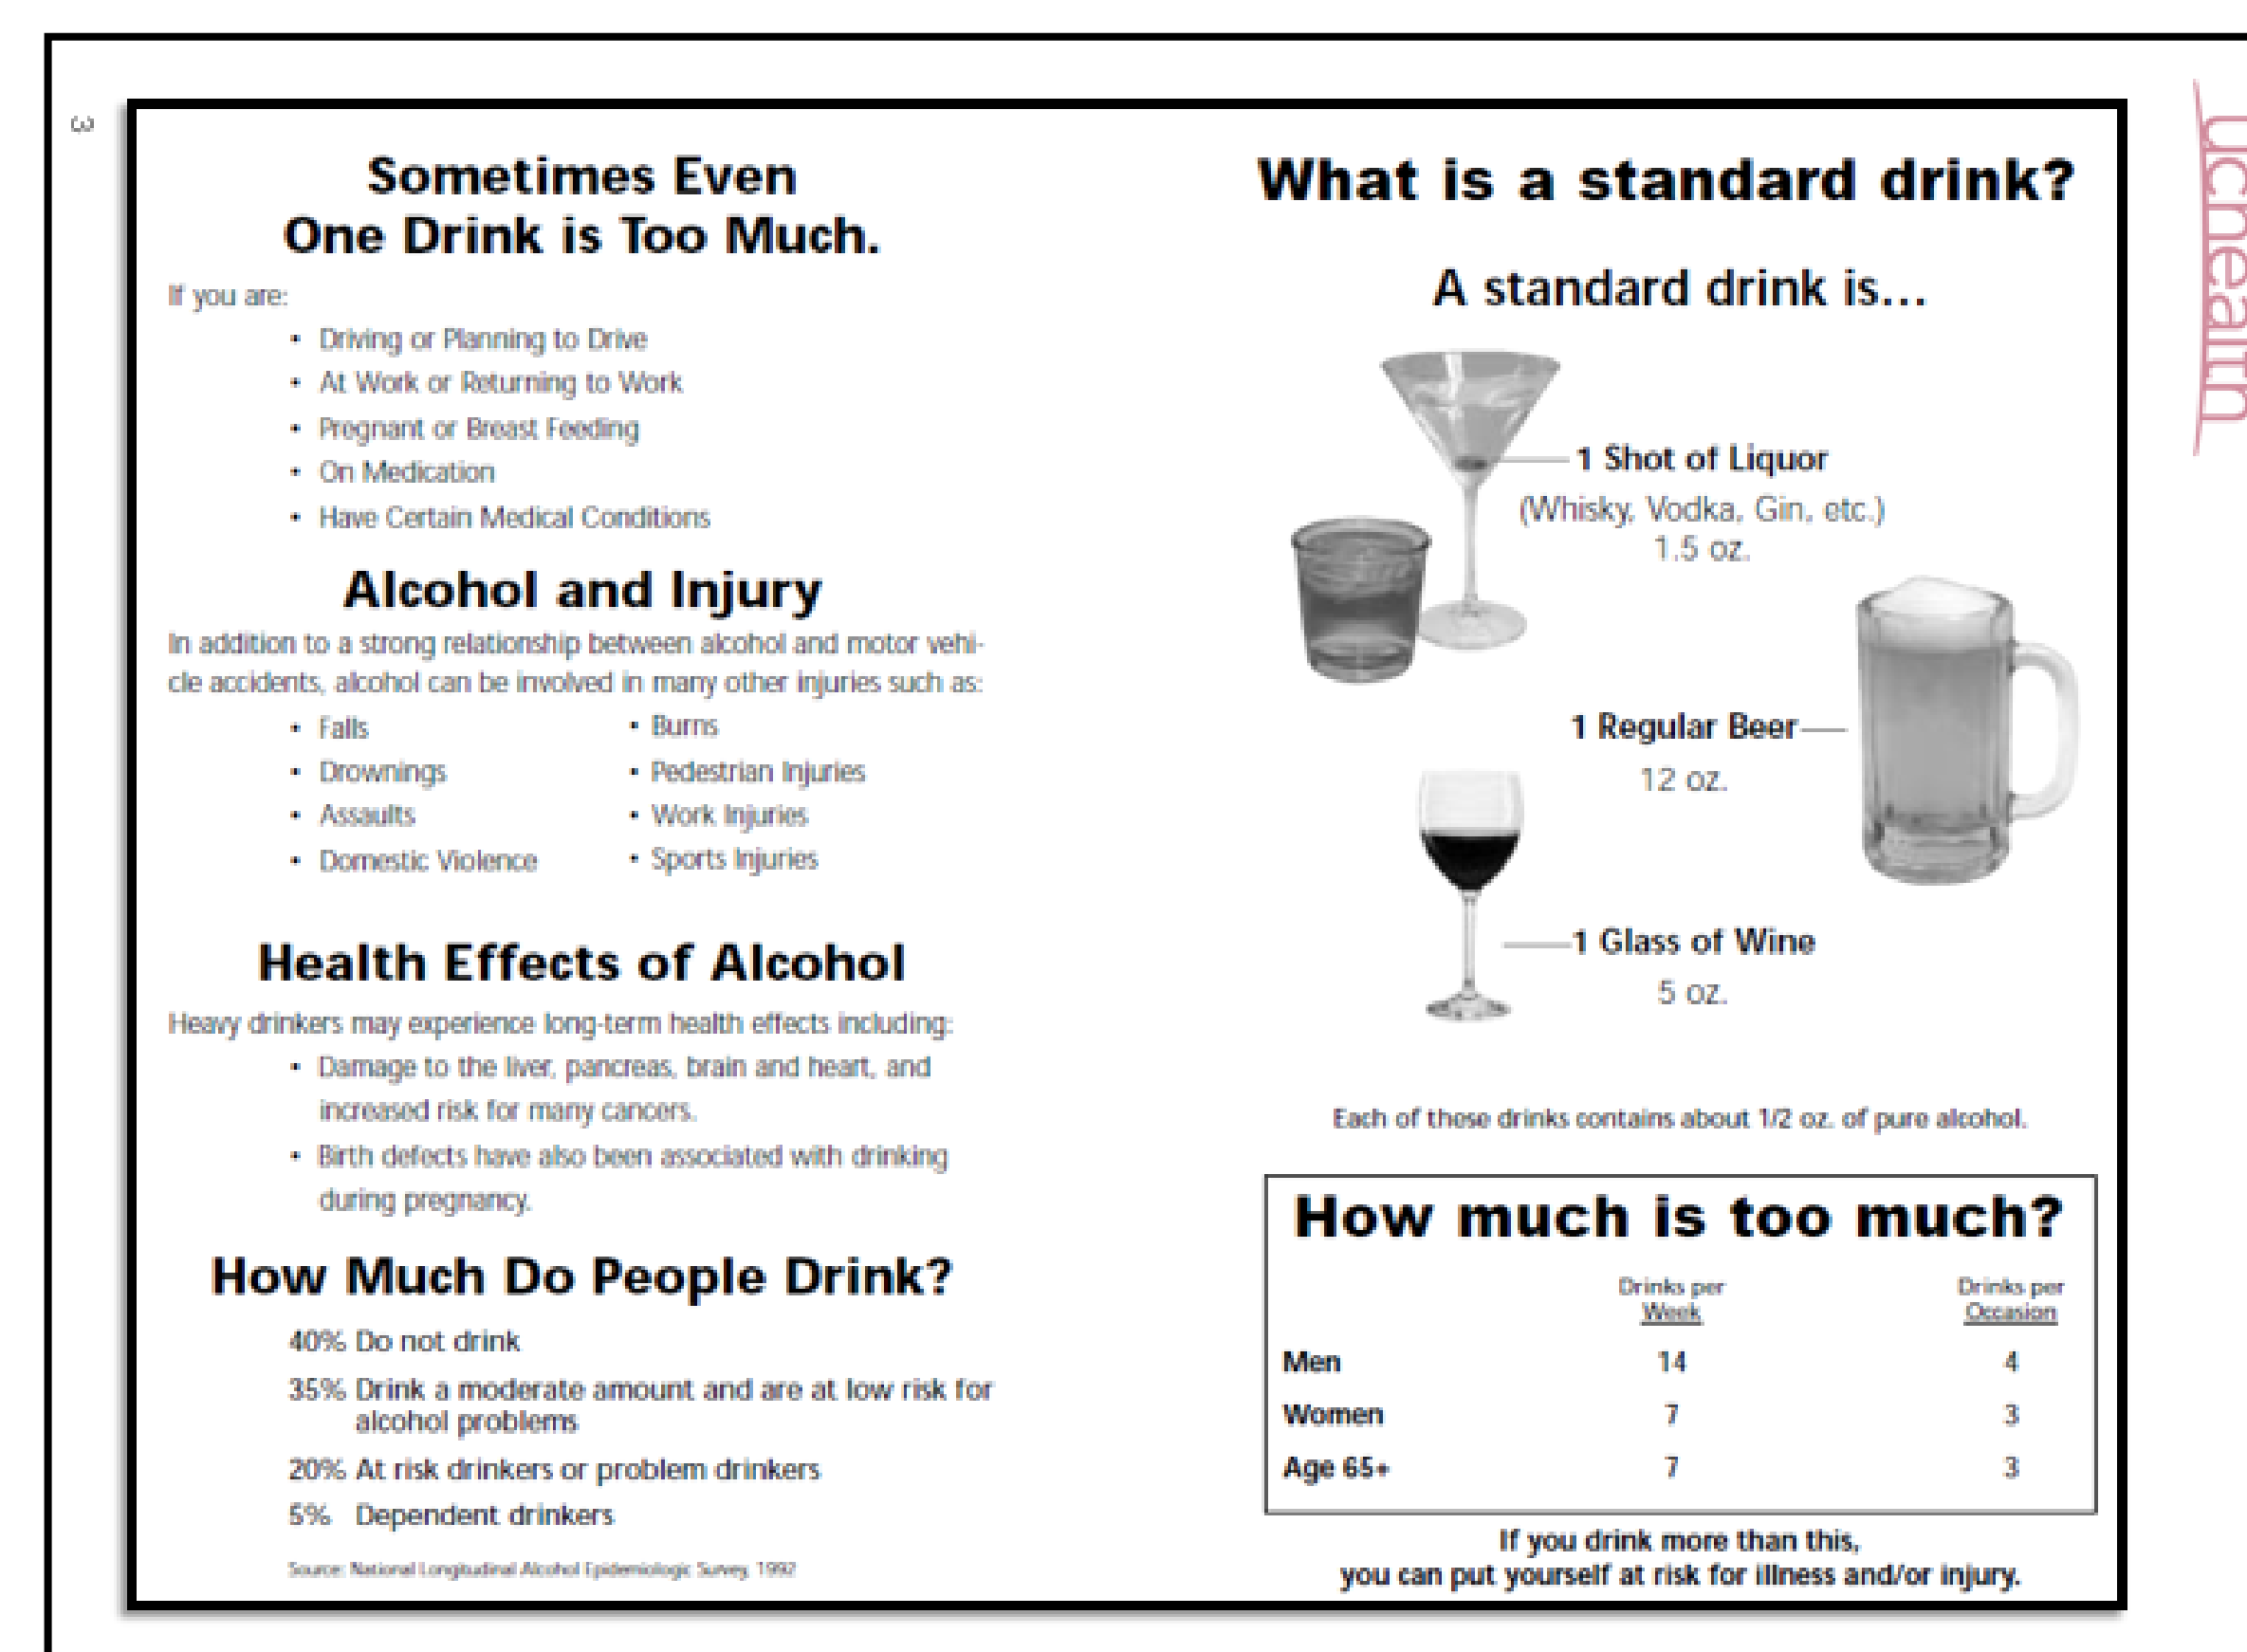 3
Sometimes Even
One Drink is Too Much.
If you are:
• Driving or Planning to Drive
• At Work or Returning to Work
• Pregnant or Breast Feeding
• On Medication
• Have Certain Medical Conditions
Alcohol and Injury
In addition to a strong relationship between alcohol and motor vehi-
cle accidents, alcohol can be involved in many other injuries such as:
• Falls
• Drownings
• Assaults
• Domestic Violence
• Burns
• Pedestrian Injuries
• Work Injuries
• Sports Injuries
Health Effects of Alcohol
Heavy drinkers may experience long-term health effects including:
• Damage to the liver, pancreas, brain and heart, and
increased risk for many cancers.
• Birth defects have also been associated with drinking
during pregnancy.
How Much Do People Drink?
40% Do not drink
35% Drink a moderate amount and are at low risk for
alcohol problems
20% At risk drinkers or problem drinkers
5% Dependent drinkers
Source: National Longitudinal Alcohol Epidemiologic Survey, 1992
What is a standard drink?
A standard drink is...
1 Shot of Liquor
(Whisky, Vodka, Gin, etc.)
1.5 oz.
1 Regular Beer
12 oz.
1 Glass of Wine
5 oz.
Each of these drinks contains about 1/2 oz. of pure alcohol.
How much is too much?
Drinks per Week Drinks per Occasion
Men 14 4
Women 7 3
Age 65+ 7 3
If you drink more than this,
you can put yourself at risk for illness and/or injury.
uchealth